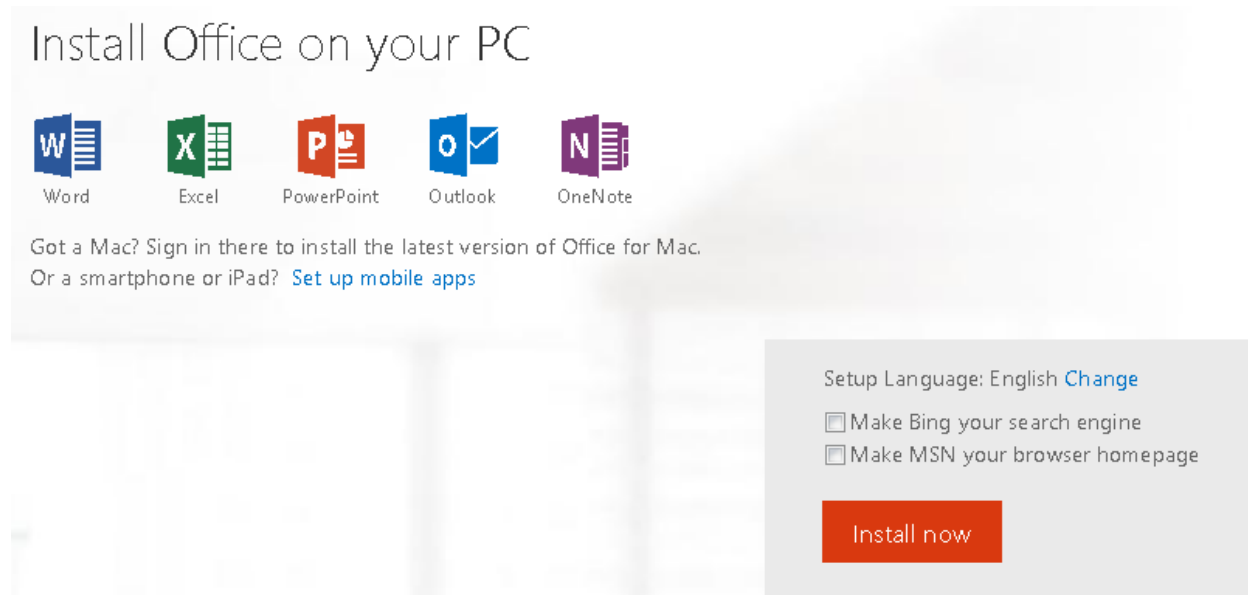 Install Office on your PC
W X P O N
Word Excel PowerPoint Outlook OneNote
Got a Mac? Sign in there to install the latest version of Office for Mac.
Or a smartphone or iPad? Set up mobile apps
Setup Language: English Change
Make Bing your search engine
Make MSN your browser homepage
Install now